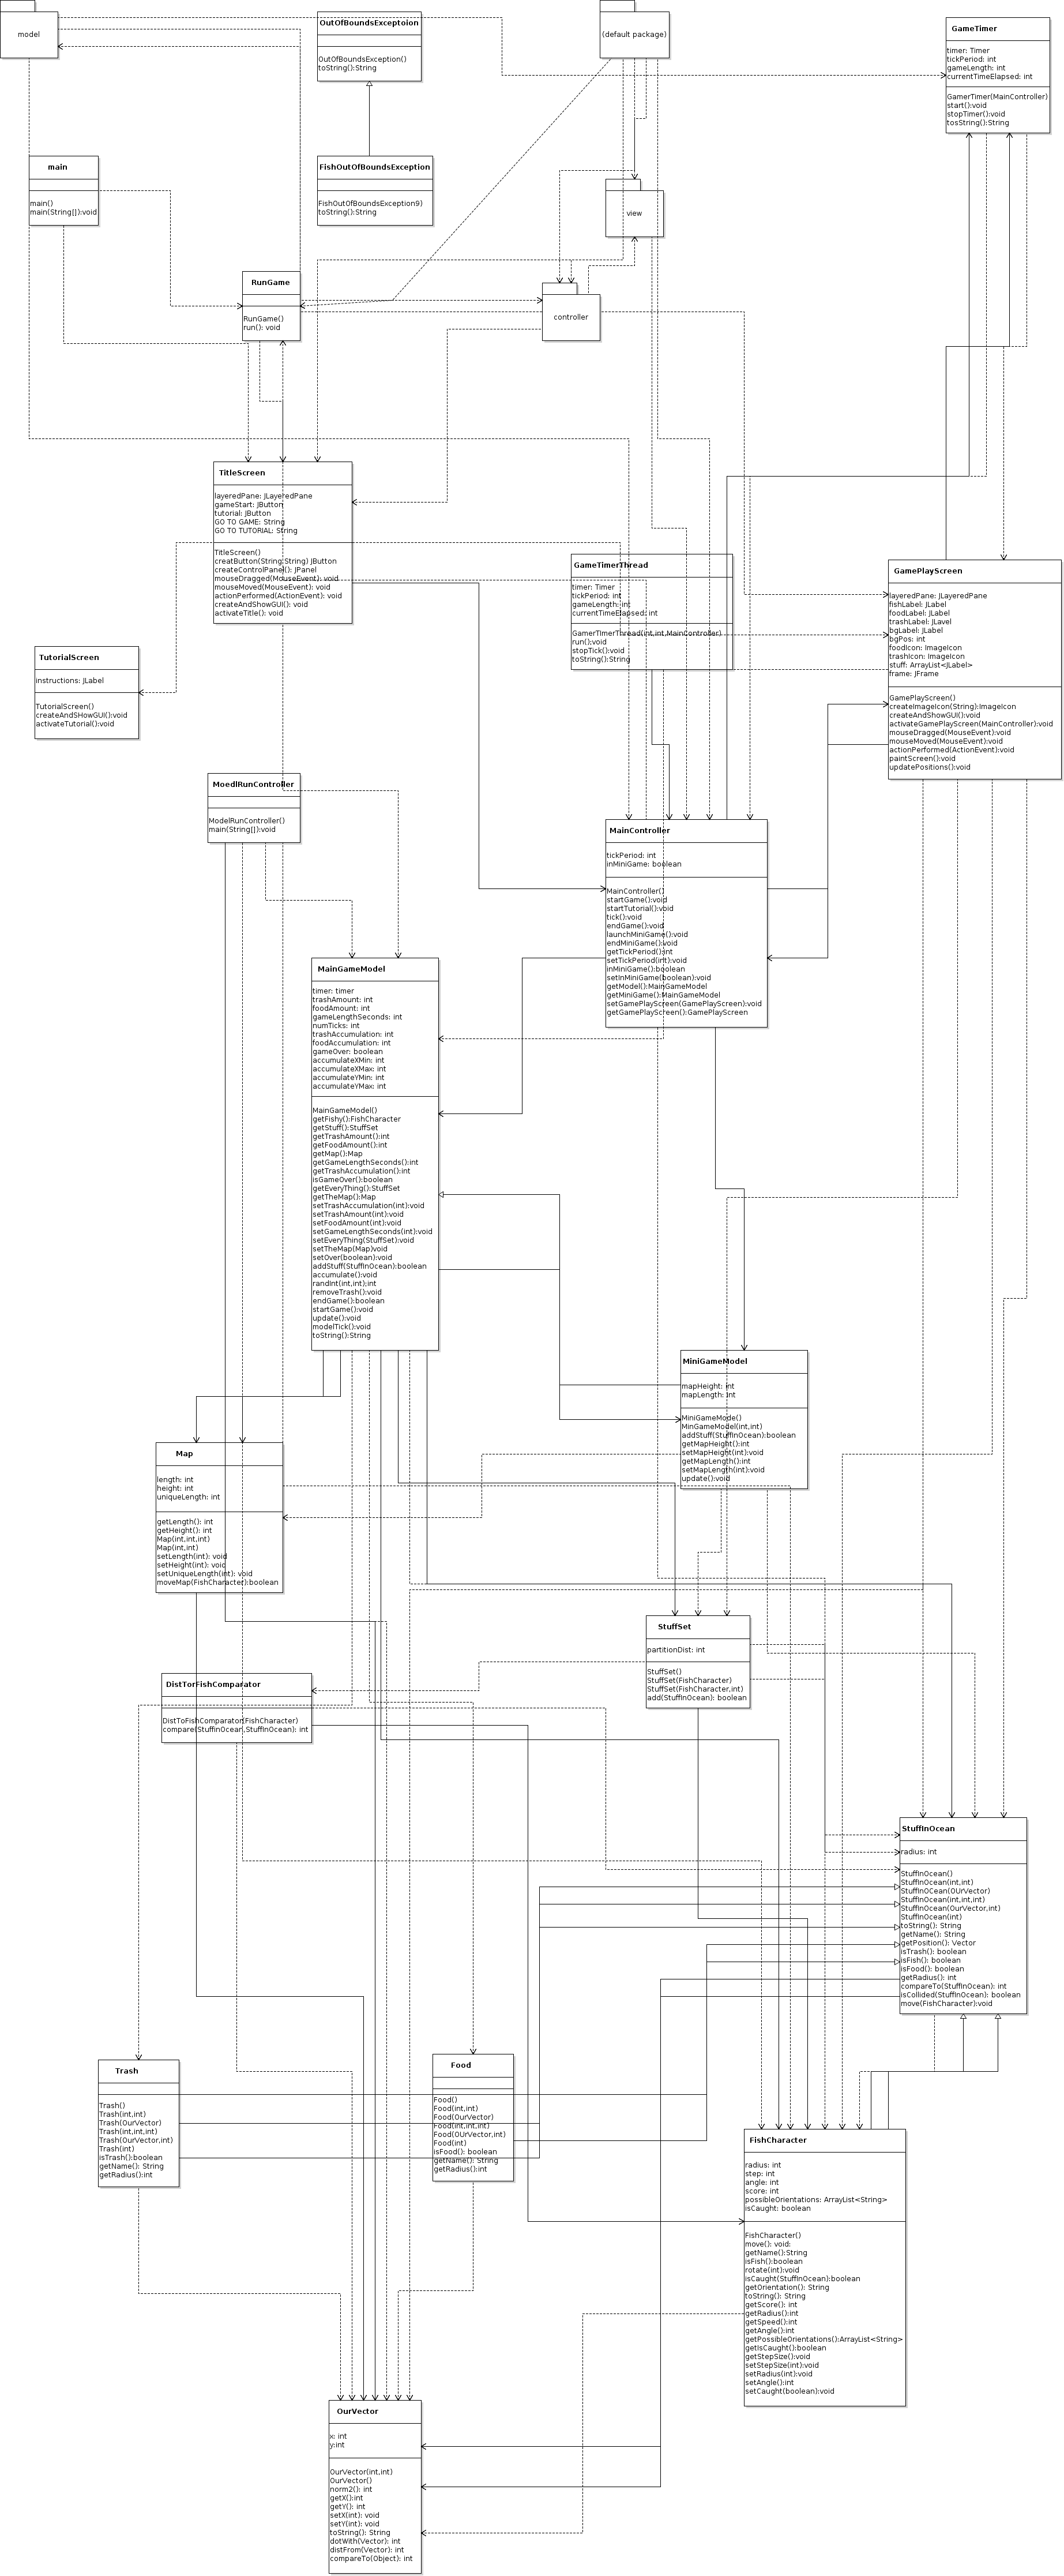 model
OutOfBoundsExceptoion
OutOfBoundsException()
toString():String
(default package)
GameTimer
timer: Timer
tickPeriod: int
gameLength: int
currentTimeElapsed: int
GamerTimer(MainController)
start():void
stopTimer():void
tosString():String
main
main()
main(String[]):void
FishOutOfBoundsException
FishOutOfBoundsException9)
toString():String
view
RunGame
RunGame()
run(): void
controller
TitleScreen
layeredPane: JLayeredPane
gameStart: JButton
tutorial: JButton
GO TO GAME: String
GO TO TUTORIAL: String
TitleScreen()
creatButton(String,String) JButton
createControlPanel(): JPanel
mouseDragged(MouseEvent): void
mouseMoved(MouseEvent): void
actionPerformed(ActionEvent): void
createAndShowGUI(): void
activateTitle(): void
GameTimerThread
timer: Timer
tickPeriod: int
gameLength: int
currentTimeElapsed: int
GamerTImerThread(int,int,MainController)
run();void
stopTick():void
toString():String
GamePlayScreen
layeredPane: JLayeredPane
fishLabel: JLabel
foodLabel: JLabel
trashLabel: JLavel
bgLabel: JLabel
bgPos: int
foodIcon: ImageIcon
trashIcon: ImageIcon
stuff: ArrayList<JLabel>
frame: JFrame
GamePlayScreen()
createImageIcon(String):ImageIcon
createAndShowGUI():void
activateGamePlayScreen(MainController):void
mouseDragged(MouseEvent):void
mouseMoved(MouseEvent):void
actionPerformed(ActionEvent):void
paintScreen():void
updatePositions():void
TutorialScreen
instructions: JLabel
TutorialScreen()
createAndSHowGUI():void
activateTutorial():void
MoedlRunController
ModelRunController()
main(String[]):void
MainController
tickPeriod: int
inMiniGame: boolean
MainController()
startGame():void
startTutorial():void
tick():void
endGame():void
launchMiniGame():void
endMiniGame():void
getTickPeriod():int
setTickPeriod(int):void
inMiniGame():boolean
setInMiniGame(boolean):void
getModel():MainGameModel
getMiniGame():MainGameModel
setGamePlayScreen(GamePlayScreen):void
getGamePlayScreen():GamePlayScreen
MainGameModel
timer: timer
trashAmount: int
foodAmount: int
gameLengthSeconds: int
numTicks: int
trashAccumulation: int
foodAccumulation: int
gameOver: boolean
accumulateXMin: int
accumulateXMax: int
accumulateYMin: int
accumulateYMax: int
MainGameModel()
getFishy():FishCharacter
getStuff():StuffSet
getTrashAmount():int
getFoodAmount():int
getMap():Map
getGameLengthSeconds():int
getTrashAccumulation():int
isGameOver():boolean
getEveryThing():StuffSet
getTheMap():Map
setTrashAccumulation(int):void
setTrashAmount(int):void
setFoodAmount(int):void
setGameLengthSeconds(int):void
setEveryThing(StuffSet):void
setTheMap(Map)void
setOver(boolean):void
addStuff(StuffInOcean):boolean
accumulate():void
randInt(int,int):int
removeTrash():void
endGame():boolean
startGame():void
update():void
modelTick():void
toString():String
MiniGameModel
mapHeight: int
mapLength: int
MiniGameMode()
MinGameModel(int,int)
addStuff(StuffInOcean):boolean
getMapHeight():int
setMapHeight(int):void
getMapLength():int
setMapLength(int):void
update():void
Map
length: int
height: int
uniqueLength: int
getLength(): int
getHeight(): int
Map(int,int,int)
Map(int,int)
setLength(int): void
setHeight(int): void
setUniqueLength(int): void
moveMap(FishCharacter):boolean
StuffSet
partitionDist: int
StuffSet()
StuffSet(FishCharacter)
StuffSet(FishCharacter,int)
add(StuffInOcean): boolean
DistTorFishComparator
DistToFishComparator(FishCharacter)
compare(StuffinOcean,StuffInOcean): int
StuffInOcean
radius: int
StuffInOcean()
StuffInOcean(int,int)
StuffInOCean(OUrVector)
StuffInOcean(int,int,int)
StuffInOcean(OurVector,int)
StuffInOcean(int)
toString(): String
getName(): String
getPosition(): Vector
isTrash(): boolean
isFish(): boolean
isFood(): boolean
getRadius(): int
compareTo(StuffInOcean): int
isCollided(StuffInOcean): boolean
move(FishCharacter):void
Trash
Trash()
Trash(int,int)
Trash(OurVector)
Trash(int,int,int)
Trash(OurVector,int)
Trash(int)
isTrash():boolean
getName(): String
getRadius():int
Food
Food()
Food(int,int)
Food(OurVector)
Food(int,int,int)
Food(OurVector,int)
Food(int)
isFood(): boolean
getName(): String
getRadius():int
FishCharacter
radius: int
step: int
angle: int
score: int
possibleOrientations: ArrayList<String>
isCaught: boolean
FishCharacter()
move(): void:
getName():String
isFish():boolean
rotate(int):void
isCaught(StuffInOcean):boolean
getOrientation(): String
toString(): String
getScore(): int
getRadius():int
getSpeed():int
getAngle():int
getPossibleOrientations():ArrayList<String>
getIsCaught():boolean
getStepSize():void
setStepSize(int):void
setRadius(int):void
setAngle():int
setCaught(boolean):void
OurVector
x: int
y:int
OurVector(int,int)
OurVector()
norm2(): int
getX():int
getY(): int
setX(int): void
setY(int): void
toString(): String
dotWith(Vector): int
distFrom(Vector): int
compareTo(Object): int